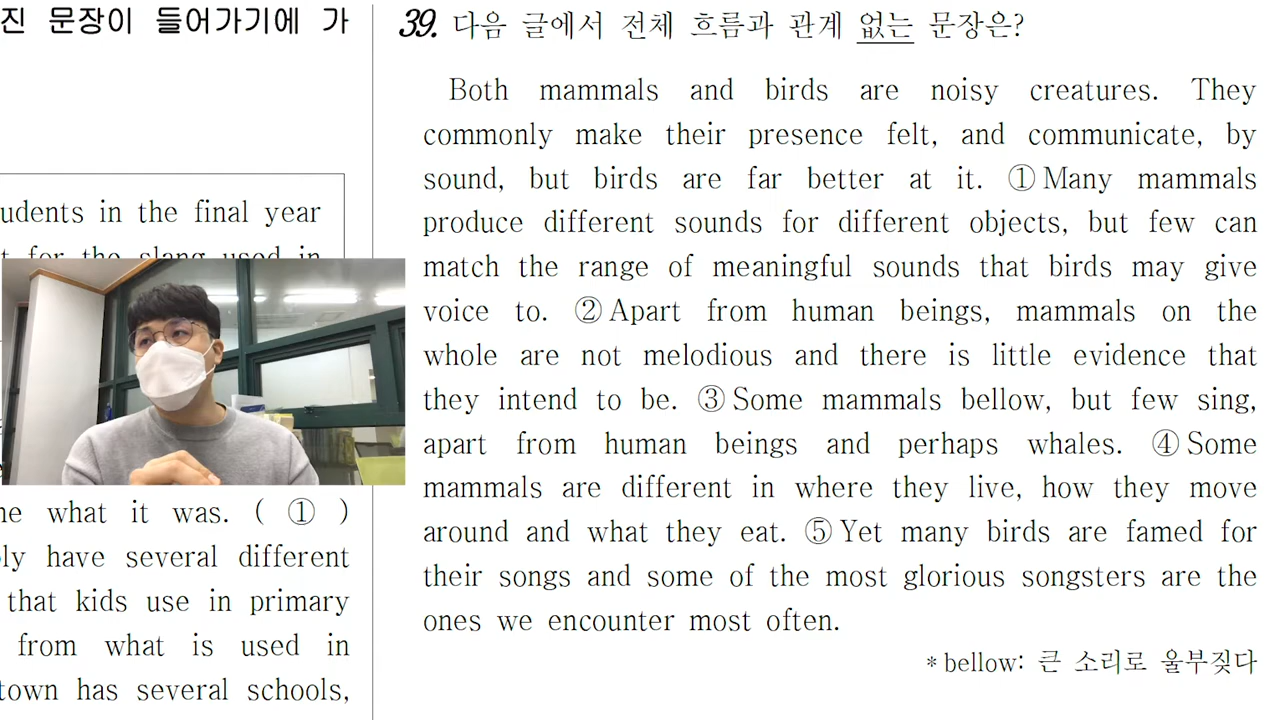 진 문장이 들어가기에 가
udents in the final year
t for the slang used in
me what it was. ( ① )
ly have several different
that kids use in primary
from what is used in
town has several schools,
39. 다음 글에서 전체 흐름과 관계 없는 문장은?
Both mammals and birds are noisy creatures. They
commonly make their presence felt, and communicate, by
sound, but birds are far better at it. ① Many mammals
produce different sounds for different objects, but few can
match the range of meaningful sounds that birds may give
voice to. ② Apart from human beings, mammals on the
whole are not melodious and there is little evidence that
they intend to be. ③ Some mammals bellow, but few sing,
apart from human beings and perhaps whales. ④ Some
mammals are different in where they live, how they move
around and what they eat. ⑤ Yet many birds are famed for
their songs and some of the most glorious songsters are the
ones we encounter most often.
* bellow: 큰 소리로 울부짖다